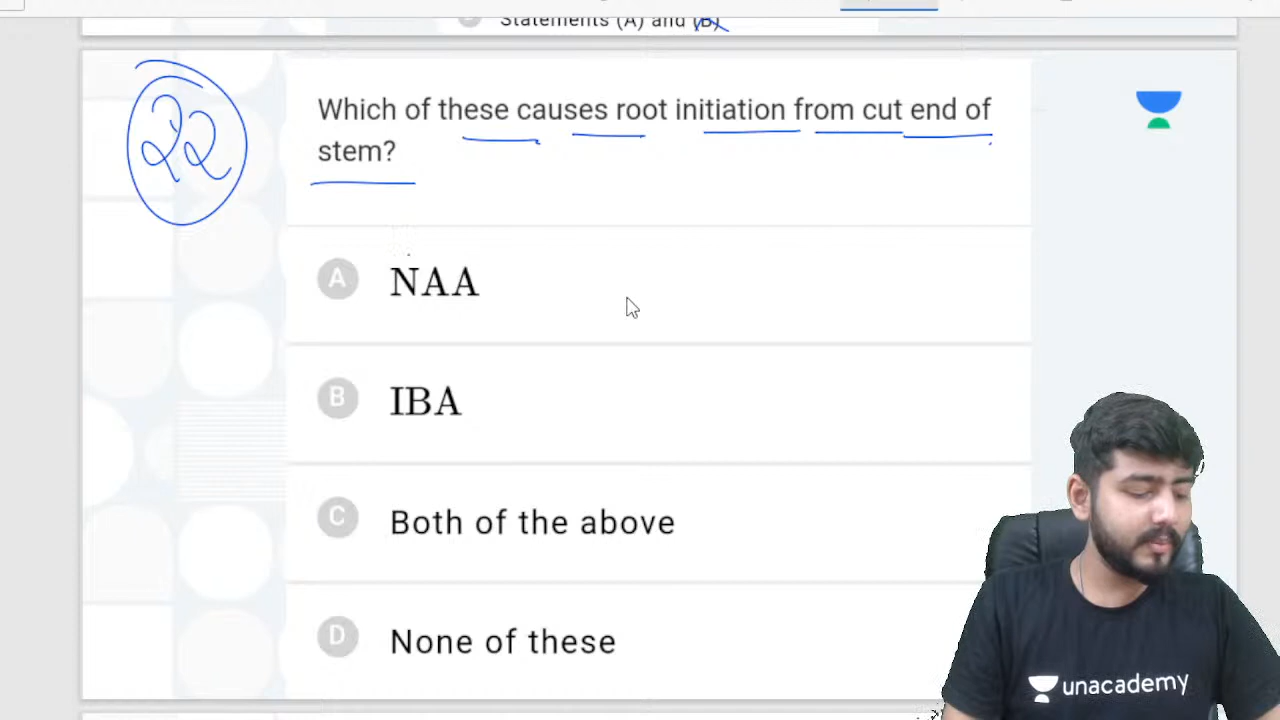 Statements (A) and (B)
22
Which of these causes root initiation from cut end of
stem?
A NAA
B IBA
C Both of the above
D None of these
unacademy